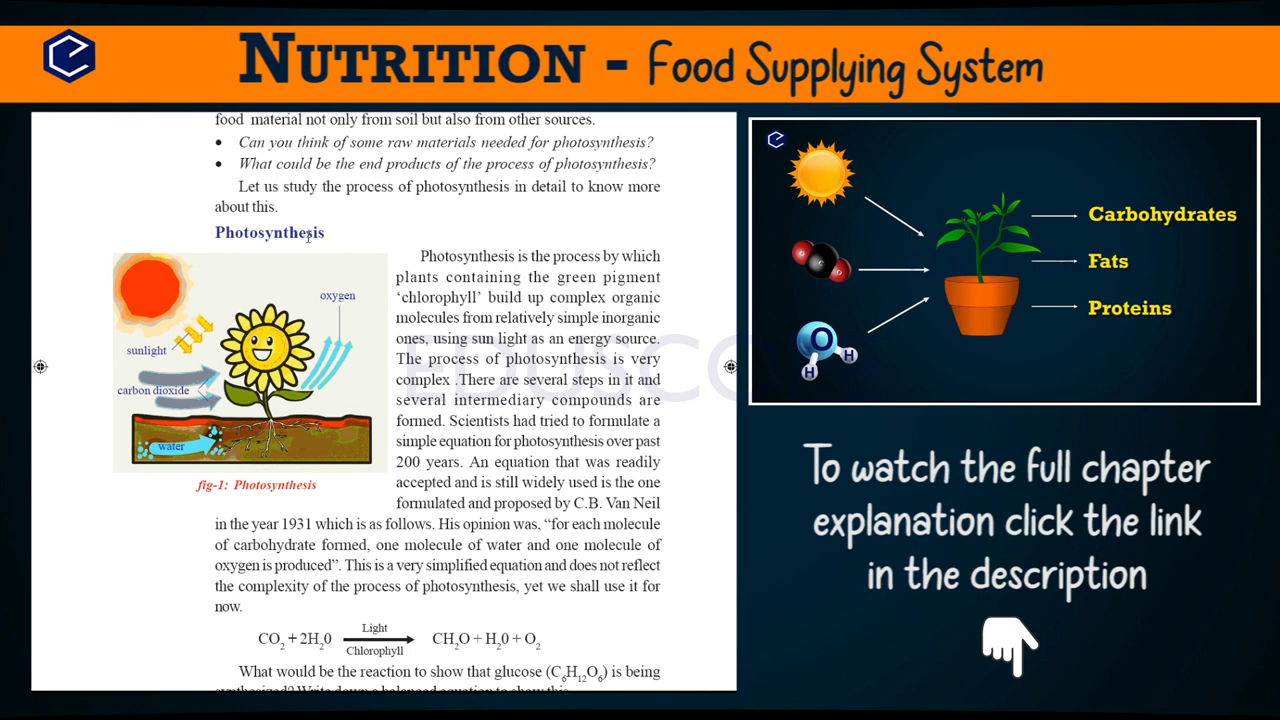 NUTRITION - Food Supplying System
food material not only from soil but also from other sources.
• Can you think of some raw materials needed for photosynthesis?
• What could be the end products of the process of photosynthesis?
Let us study the process of photosynthesis in detail to know more
about this.
Photosynthesis
oxygen
sunlight
carbon dioxide
water
fig-1: Photosynthesis
Photosynthesis is the process by which
plants containing the green pigment
‘chlorophyll’ build up complex organic
molecules from relatively simple inorganic
ones, using sun light as an energy source.
The process of photosynthesis is very
complex .There are several steps in it and
several intermediary compounds are
formed. Scientists had tried to formulate a
simple equation for photosynthesis over past
200 years. An equation that was readily
accepted and is still widely used is the one
formulated and proposed by C.B. Van Neil
in the year 1931 which is as follows. His opinion was, “for each molecule
of carbohydrate formed, one molecule of water and one molecule of
oxygen is produced”. This is a very simplified equation and does not reflect
the complexity of the process of photosynthesis, yet we shall use it for
now.
Light
CO₂ + 2H₂0 CH₂O + H₂0 + O₂
Chlorophyll
What would be the reaction to show that glucose (C₆H₁₂O₆) is being
synthesized? Write down a balanced equation to show this.
Carbohydrates
Fats
Proteins
O
H
H
To watch the full chapter
explanation click the link
in the description